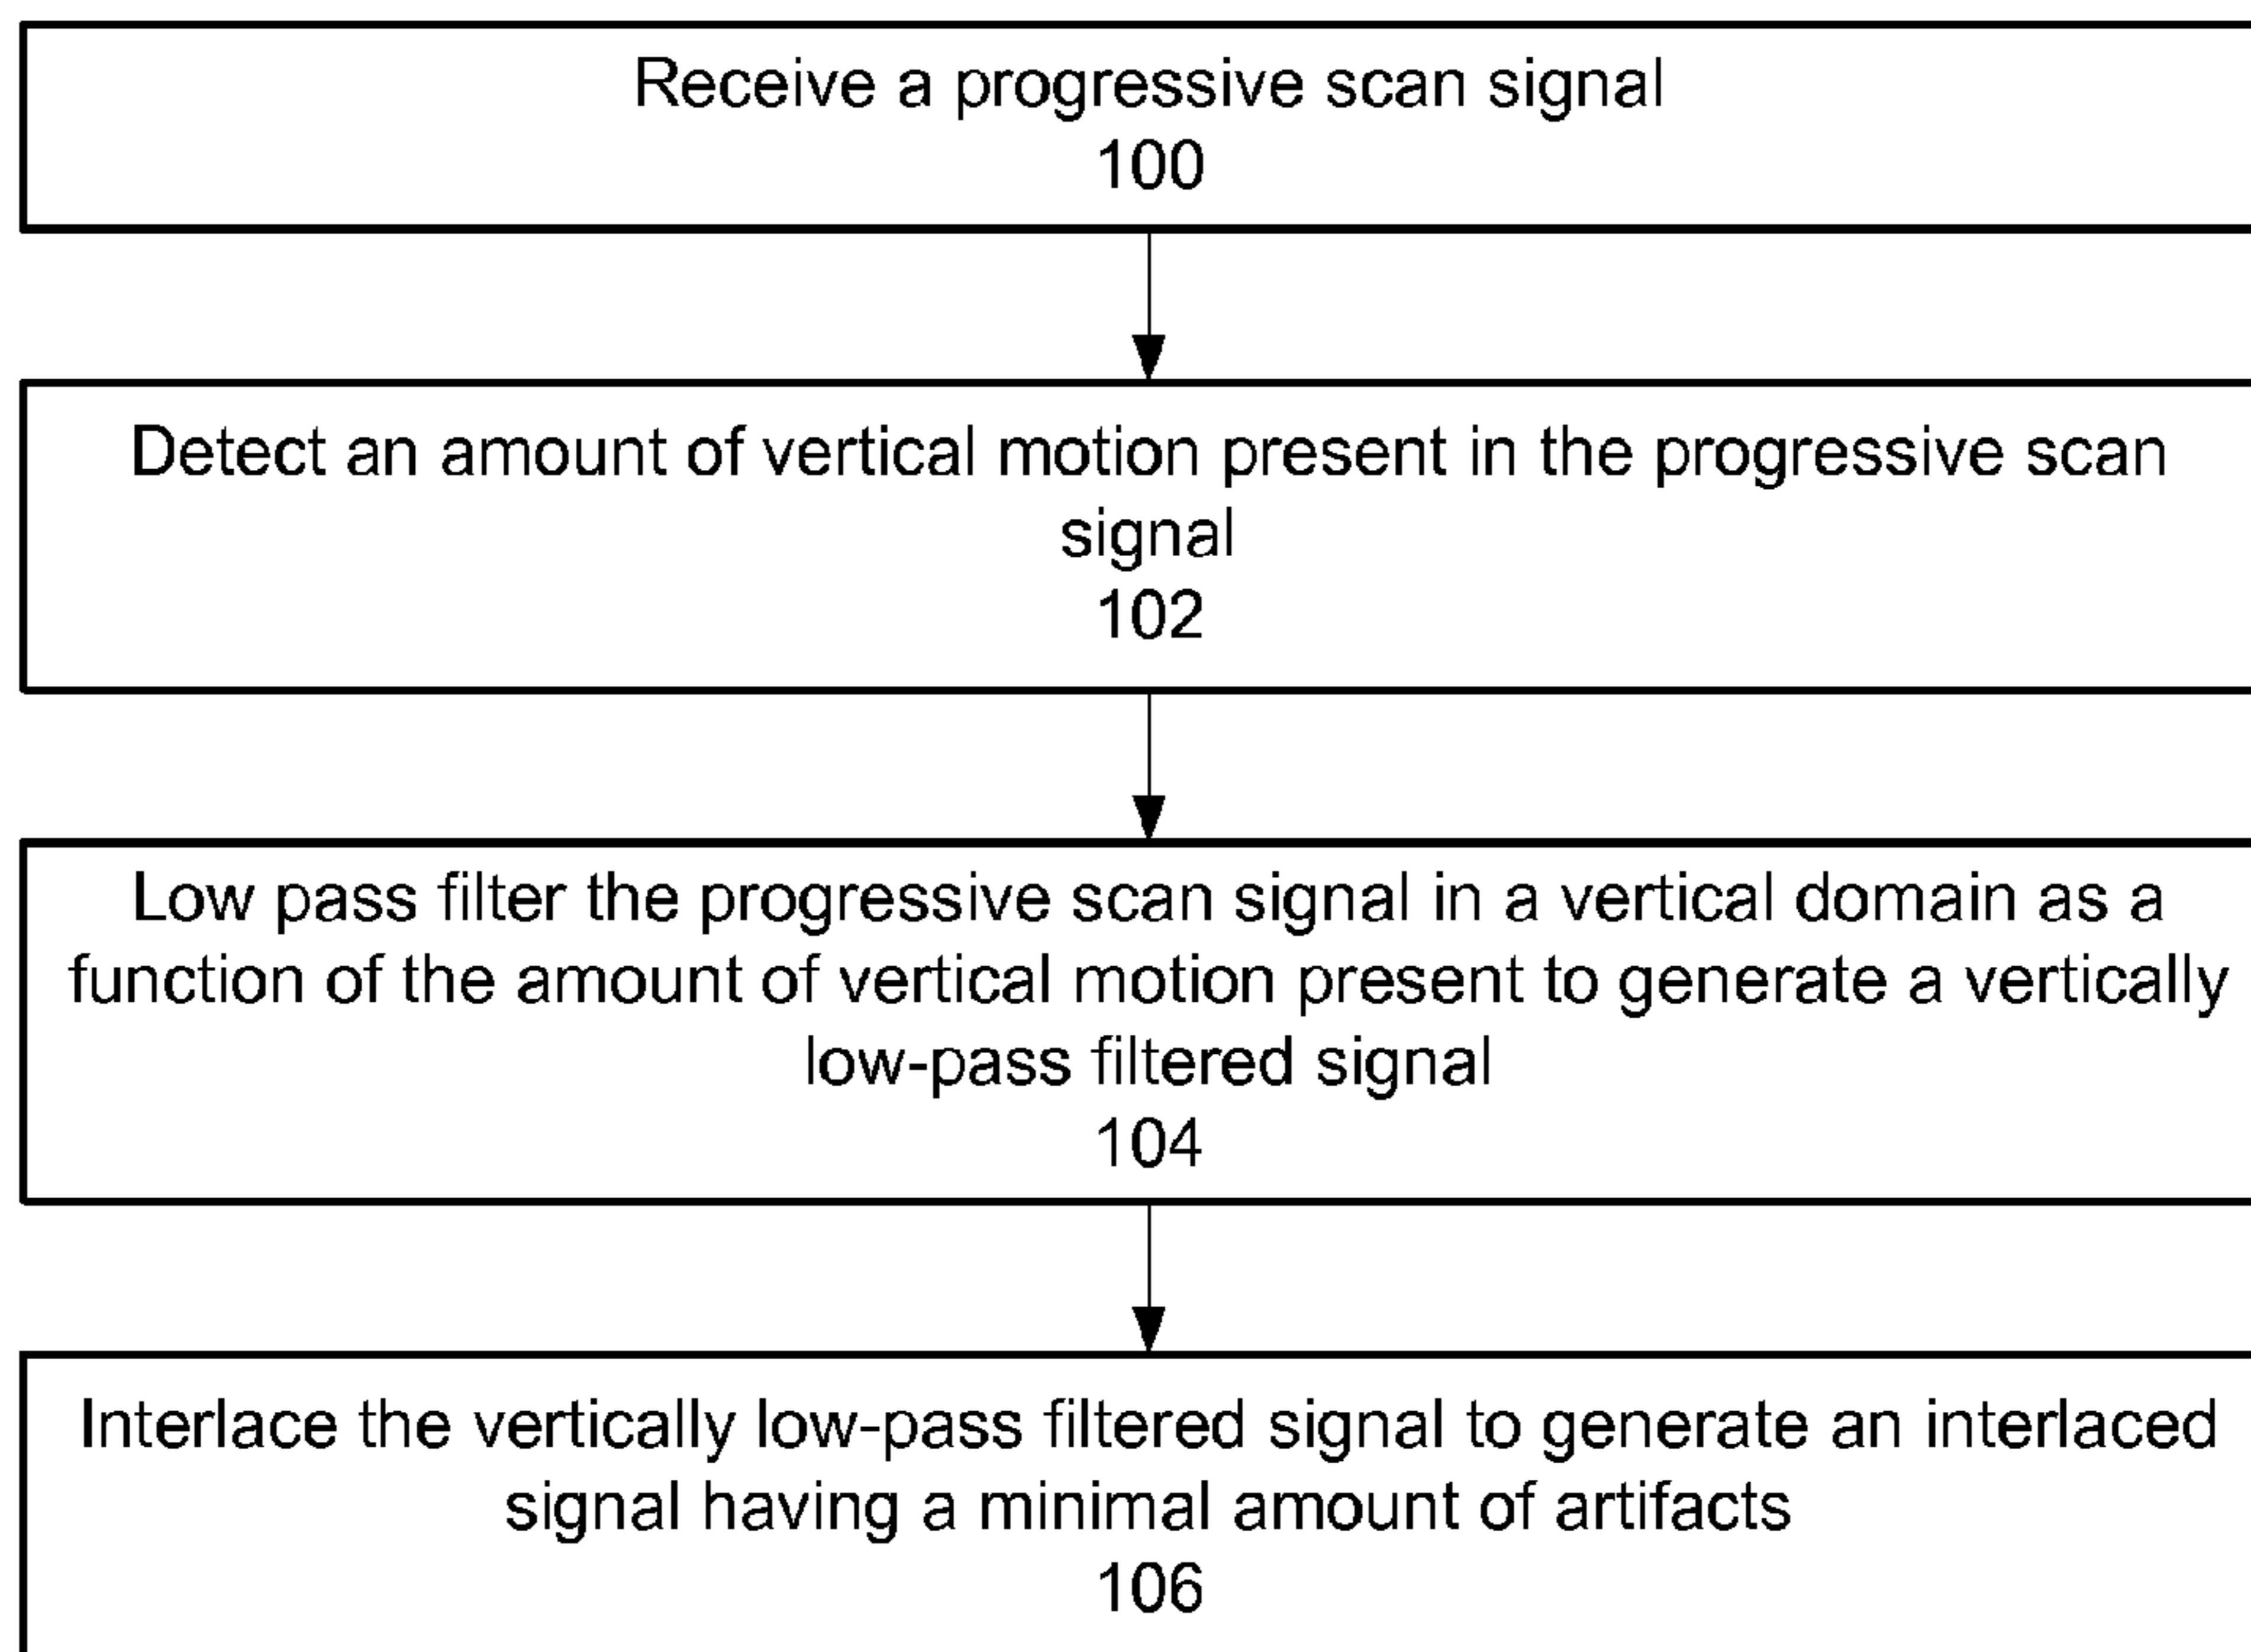 Receive a progressive scan signal
100
Detect an amount of vertical motion present in the progressive scan
signal
102
Low pass filter the progressive scan signal in a vertical domain as a
function of the amount of vertical motion present to generate a vertically
low-pass filtered signal
104
Interlace the vertically low-pass filtered signal to generate an interlaced
signal having a minimal amount of artifacts
106